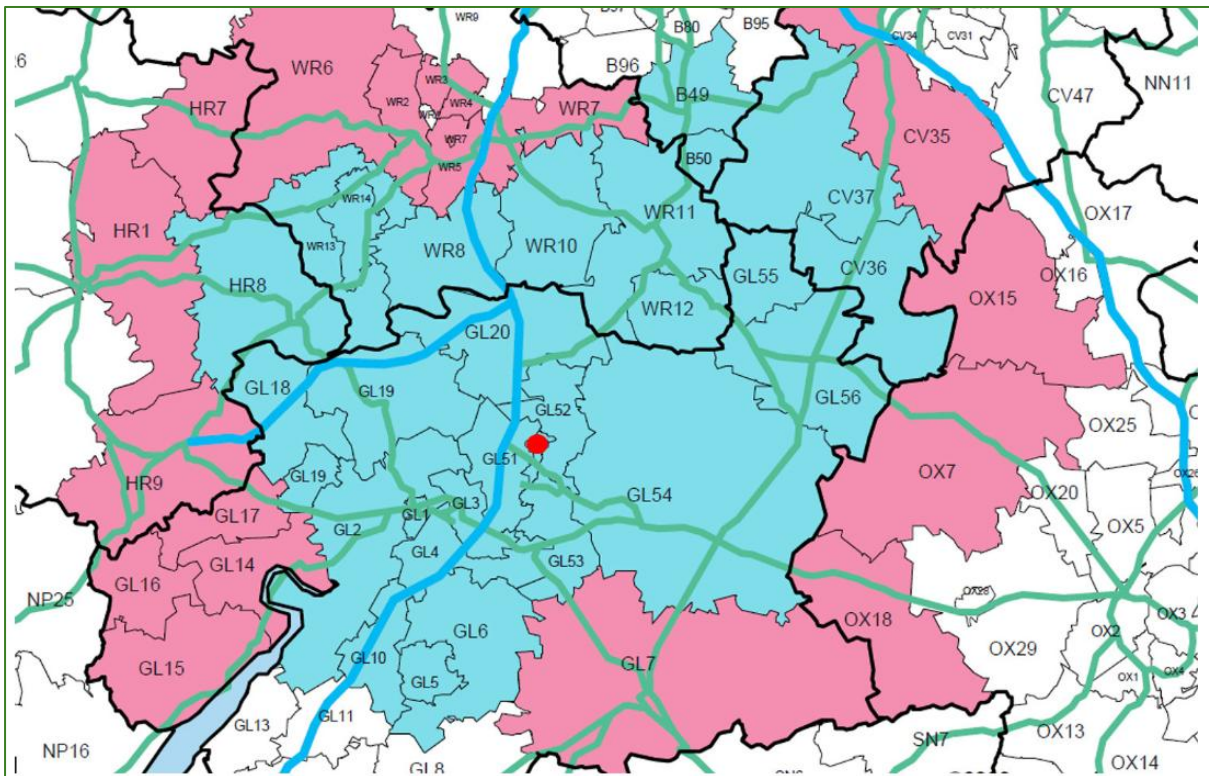 WR9
B80
B95
CV34
CV31
B96
WR6
WR3
WR2
WR4
HR7
WR7
B49
CV47
NN11
WR7
WR5
B50
CV35
WR14
CV37
OX17
WR11
HR1
WR13
WR8
WR10
GL55
CV36
OX16
HR8
WR12
OX15
GL20
GL18
GL19
GL52
GL56
OX25
GL51
GL19
OX7
HR9
GL54
OX20
GL17
GL1
GL3
OX5
GL2
GL14
GL4
GL53
GL16
NP25
OX3
OX18
OX2
GL6
OX29
GL15
GL10
GL7
GL5
OX1
OX4
GL13
GL11
SN7
OX13
NP16
GL8
OX14